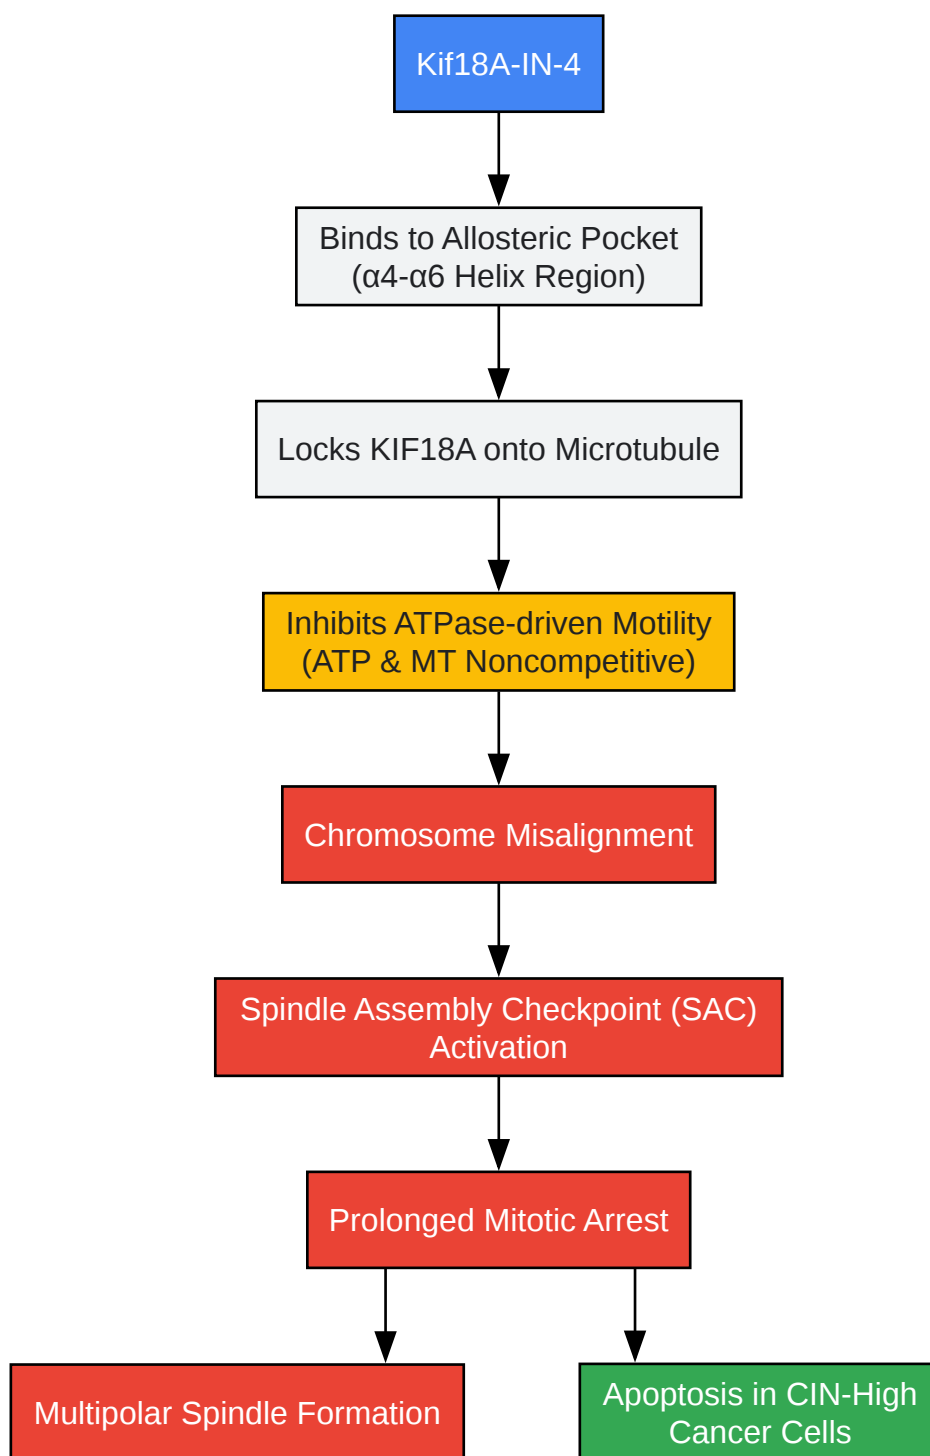 Kif18A-IN-4
Binds to Allosteric Pocket
(α4-α6 Helix Region)
Locks KIF18A onto Microtubule
Inhibits ATPase-driven Motility
(ATP & MT Noncompetitive)
Chromosome Misalignment
Spindle Assembly Checkpoint (SAC)
Activation
Prolonged Mitotic Arrest
Multipolar Spindle Formation
Apoptosis in CIN-High
Cancer Cells